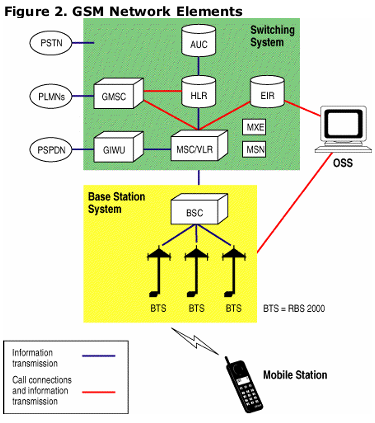 Figure 2. GSM Network Elements
Switching
System
PSTN
AUC
PLMNs
GMSC
HLR
EIR
MXE
OSS
PSPDN
GIWU
MSC/VLR
MSN
Base Station
System
BSC
BTS
BTS
BTS
BTS = RBS 2000
Information
transmission
Call connections
and information
transmission
Mobile Station